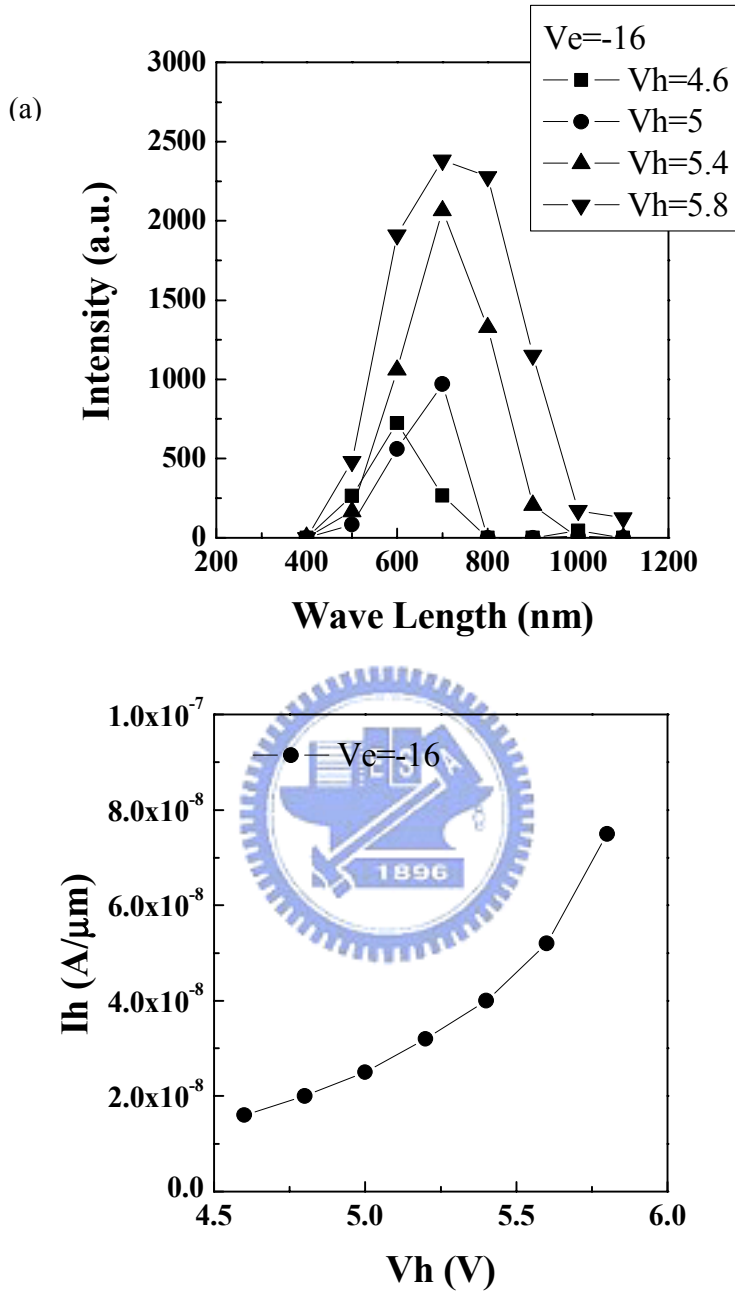 (a)
Ve=-16
Vh=4.6
Vh=5
Vh=5.4
Vh=5.8
3000
2500
2000
1500
1000
500
0
200 400 600 800 1000 1200
Intensity (a.u.)
Wave Length (nm)
1.0x10⁻⁷
8.0x10⁻⁸
6.0x10⁻⁸
4.0x10⁻⁸
2.0x10⁻⁸
0.0
4.5 5.0 5.5 6.0
Ve=-16
E S A
1896
Ih (A/μm)
Vh (V)